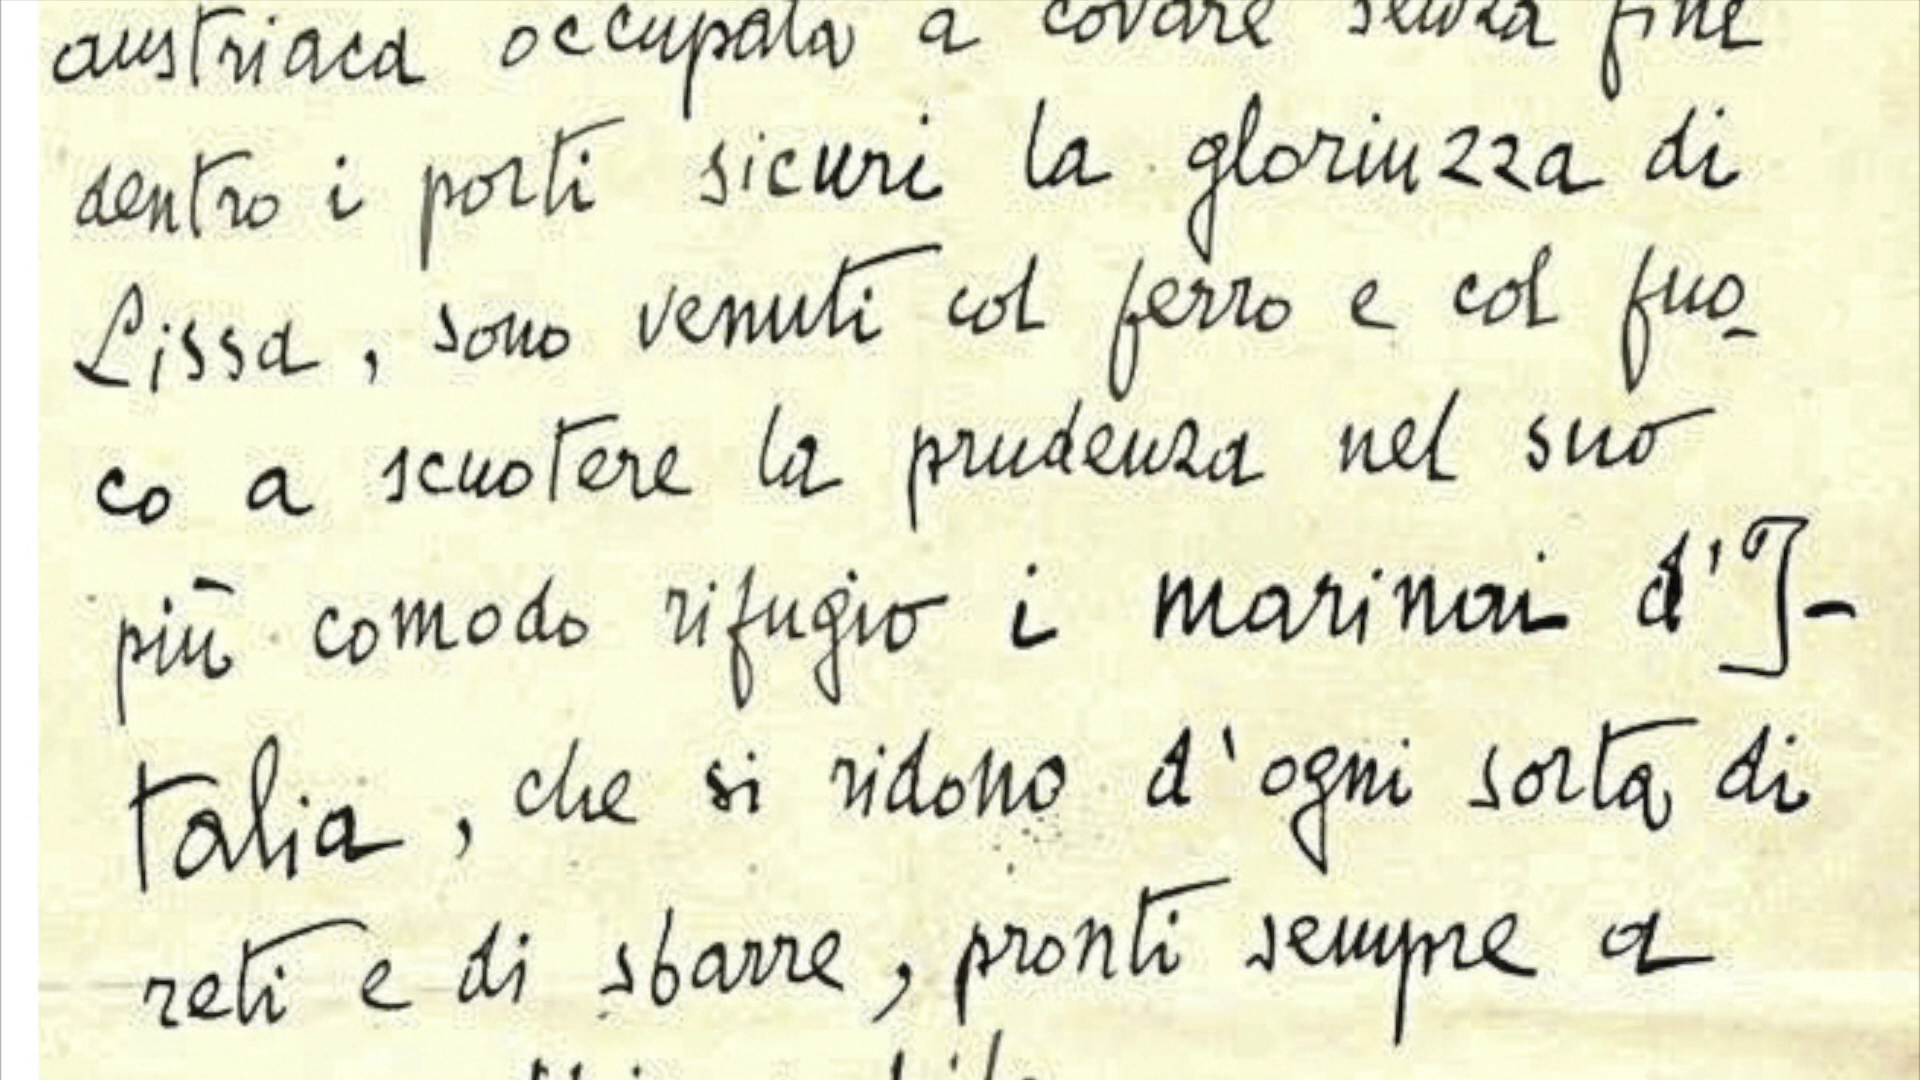 austriaca occupata a covare senza fine
dentro i porti sicuri la gloriuzza di
Lissa, sono venuti col ferro e col fuo-
co a scuotere la prudenza nel suo
più comodo rifugio i marinai d'I-
talia, che si ridono d'ogni sorta di
reti e di sbarre, pronti sempre a